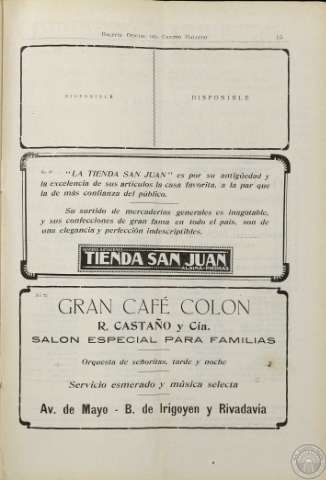 BOLETIN OFICIAL DEL CASINO
DISPONIBLE
DISPONIBLE
"LA TIENDA SAN JUAN" es por su antigüedad y
la excelencia de sus artículos la casa favorita, a la par que
la de más confianza del público.
Su surtido de mercaderías generales es inagotable,
y sus confecciones de gran fama en todo el país, son de
una elegancia y perfección indescriptibles.
TIENDA SAN JUAN
ALSINA-PIEDRAS
GRAN CAFÉ COLON
R. CASTAÑO y Cía.
SALON ESPECIAL PARA FAMILIAS
Orquesta de señoritas, tarde y noche
Servicio esmerado y música selecta
Av. de Mayo - B. de Irigoyen y Rivadavia